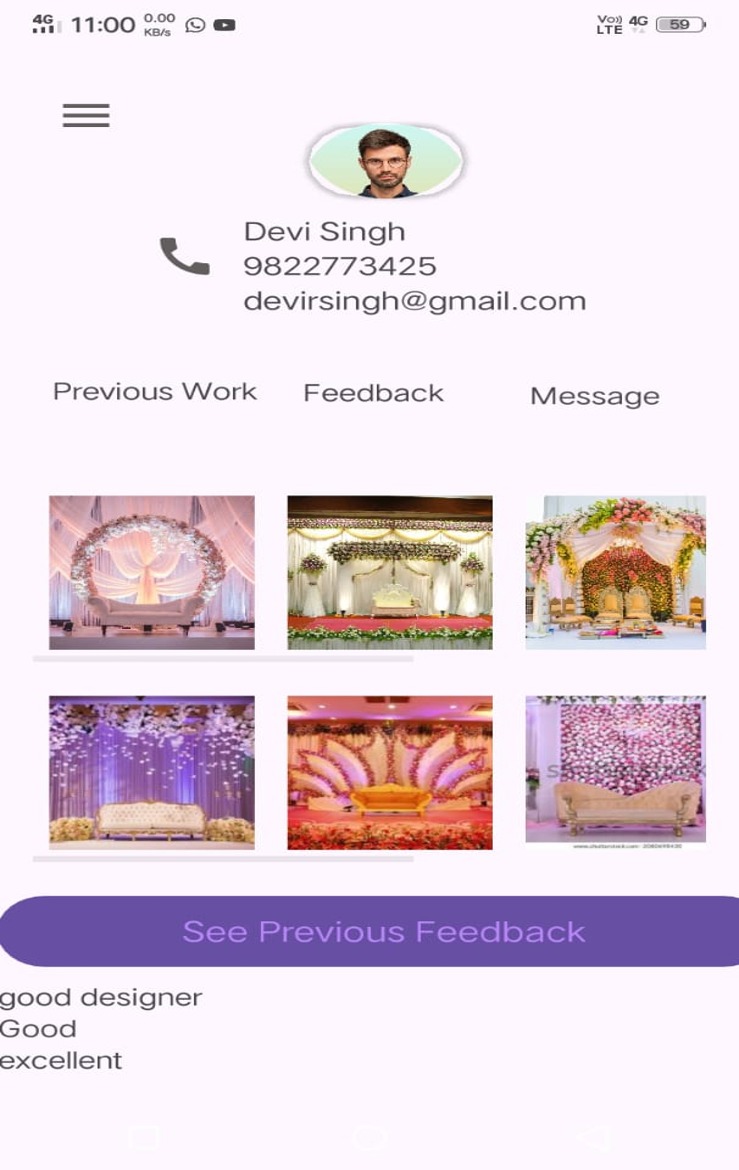 4G 11:00 0.00 KB/s Vo)) LTE 4G 59
Devi Singh
9822773425
devirsingh@gmail.com
Previous Work Feedback Message
See Previous Feedback
good designer
Good
excellent